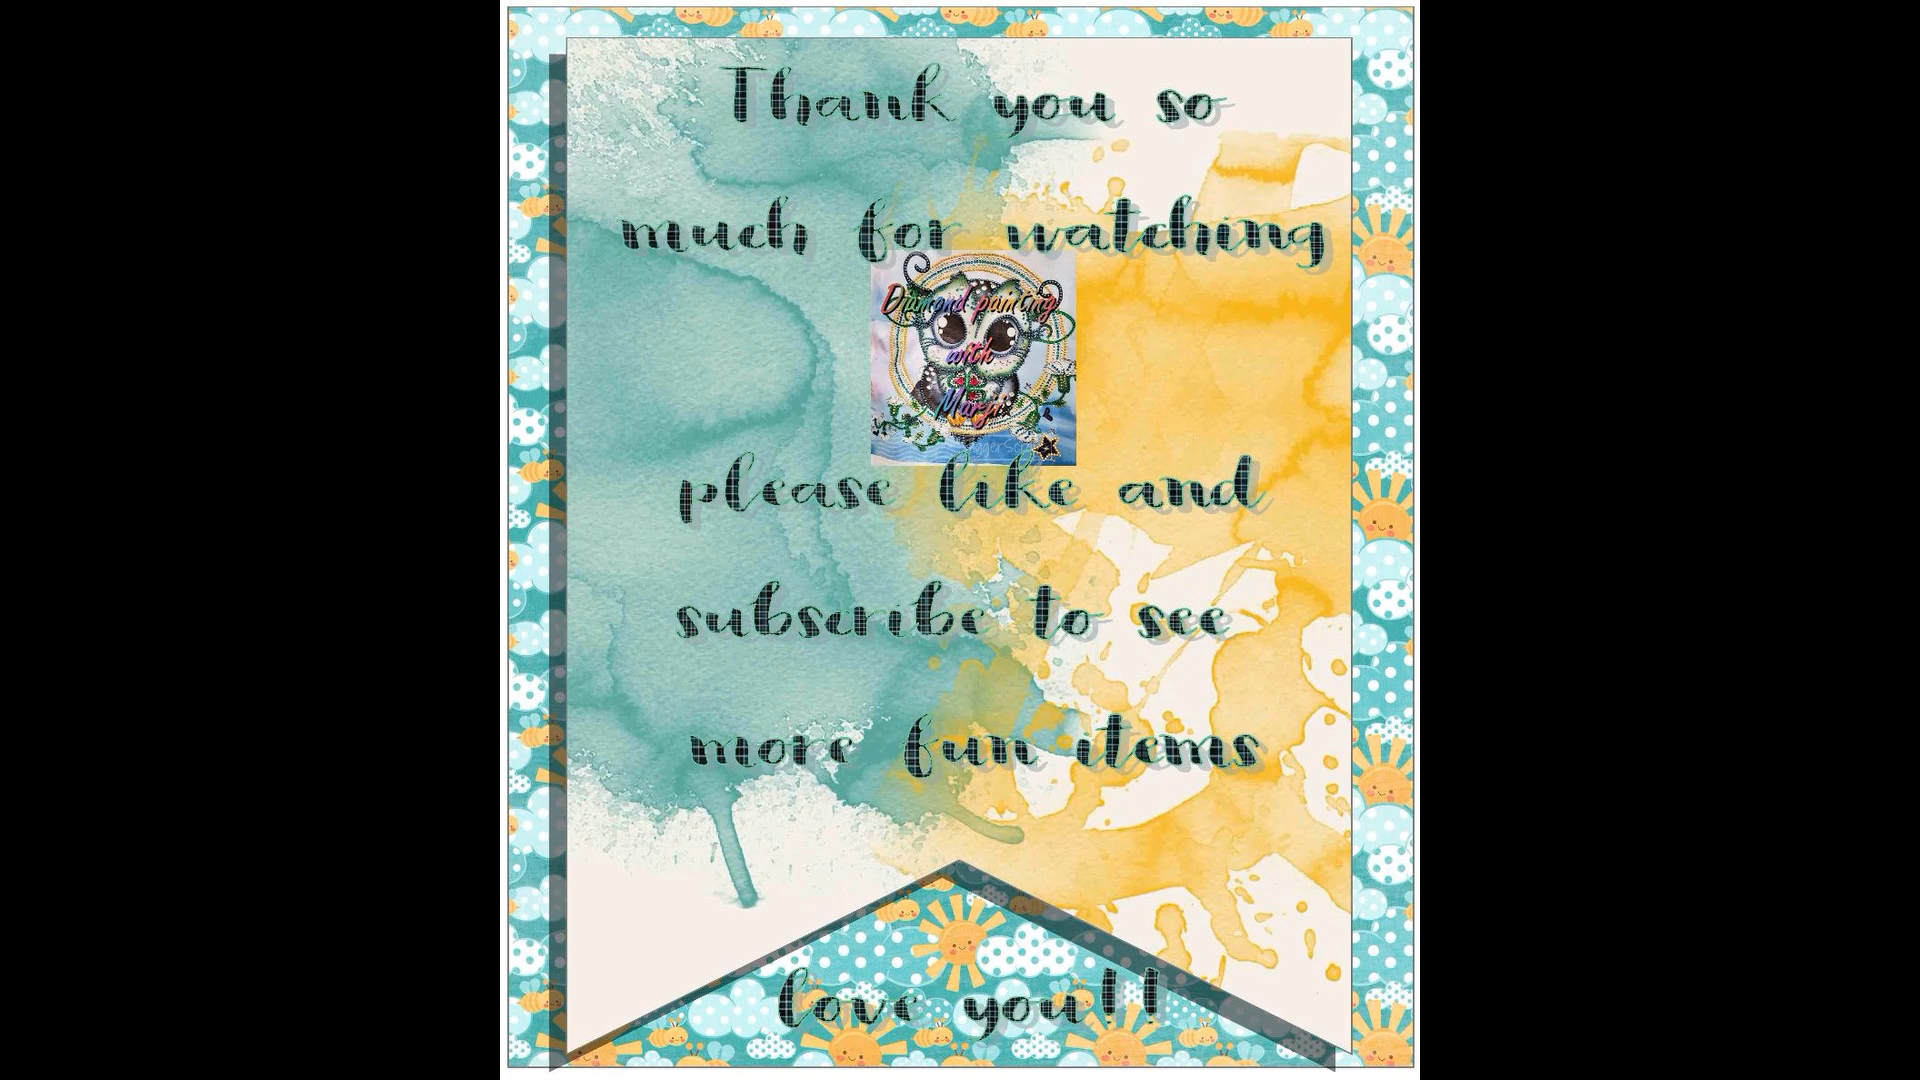 Thank you so
much for watching
Diamond painting
with
Margi
please like and
subscribe to see
more fun items
love you!!